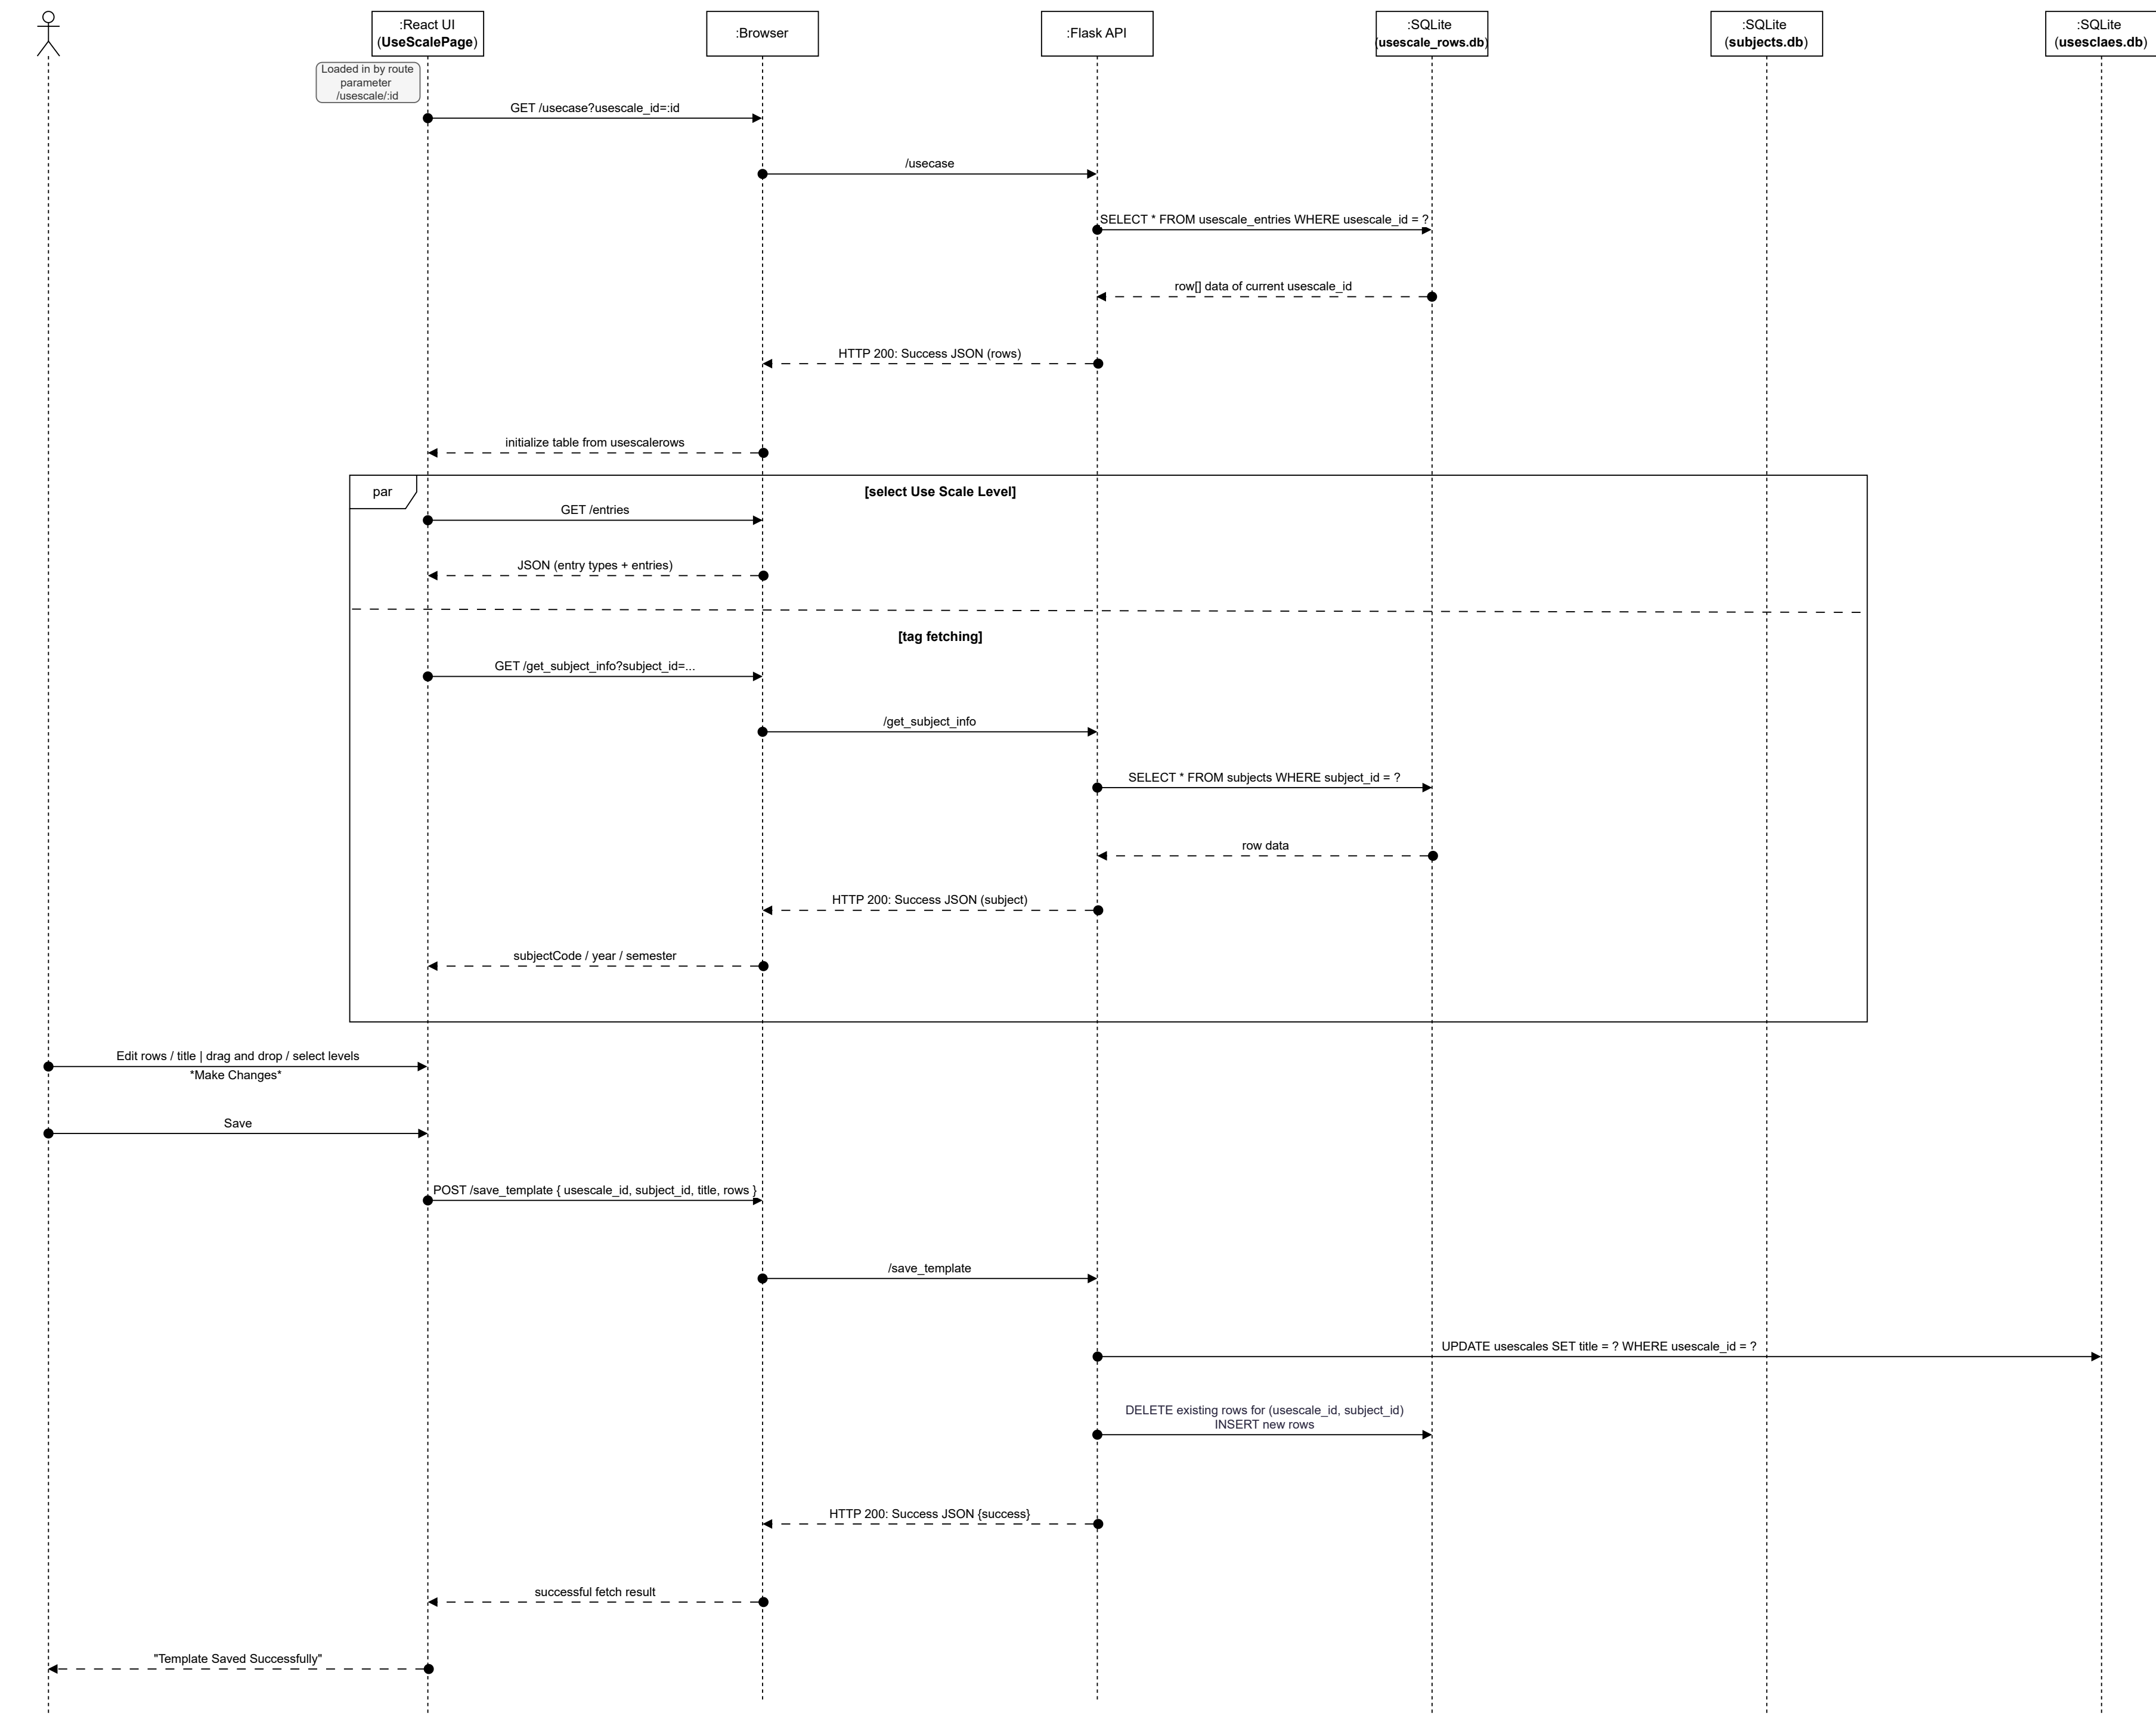 :React UI
(UseScalePage)
:Browser
:Flask API
:SQLite
(usescale_rows.db)
:SQLite
(subjects.db)
:SQLite
(usesclaes.db)
Loaded in by route
parameter
/usescale/:id
GET /usecase?usescale_id=:id
/usecase
SELECT * FROM usescale_entries WHERE usescale_id = ?
row[] data of current usescale_id
HTTP 200: Success JSON (rows)
initialize table from usescalerows
par
[select Use Scale Level]
GET /entries
JSON (entry types + entries)
[tag fetching]
GET /get_subject_info?subject_id=...
/get_subject_info
SELECT * FROM subjects WHERE subject_id = ?
row data
HTTP 200: Success JSON (subject)
subjectCode / year / semester
Edit rows / title | drag and drop / select levels
*Make Changes*
Save
POST /save_template { usescale_id, subject_id, title, rows }
/save_template
UPDATE usescales SET title = ? WHERE usescale_id = ?
DELETE existing rows for (usescale_id, subject_id)
INSERT new rows
HTTP 200: Success JSON {success}
successful fetch result
"Template Saved Successfully"